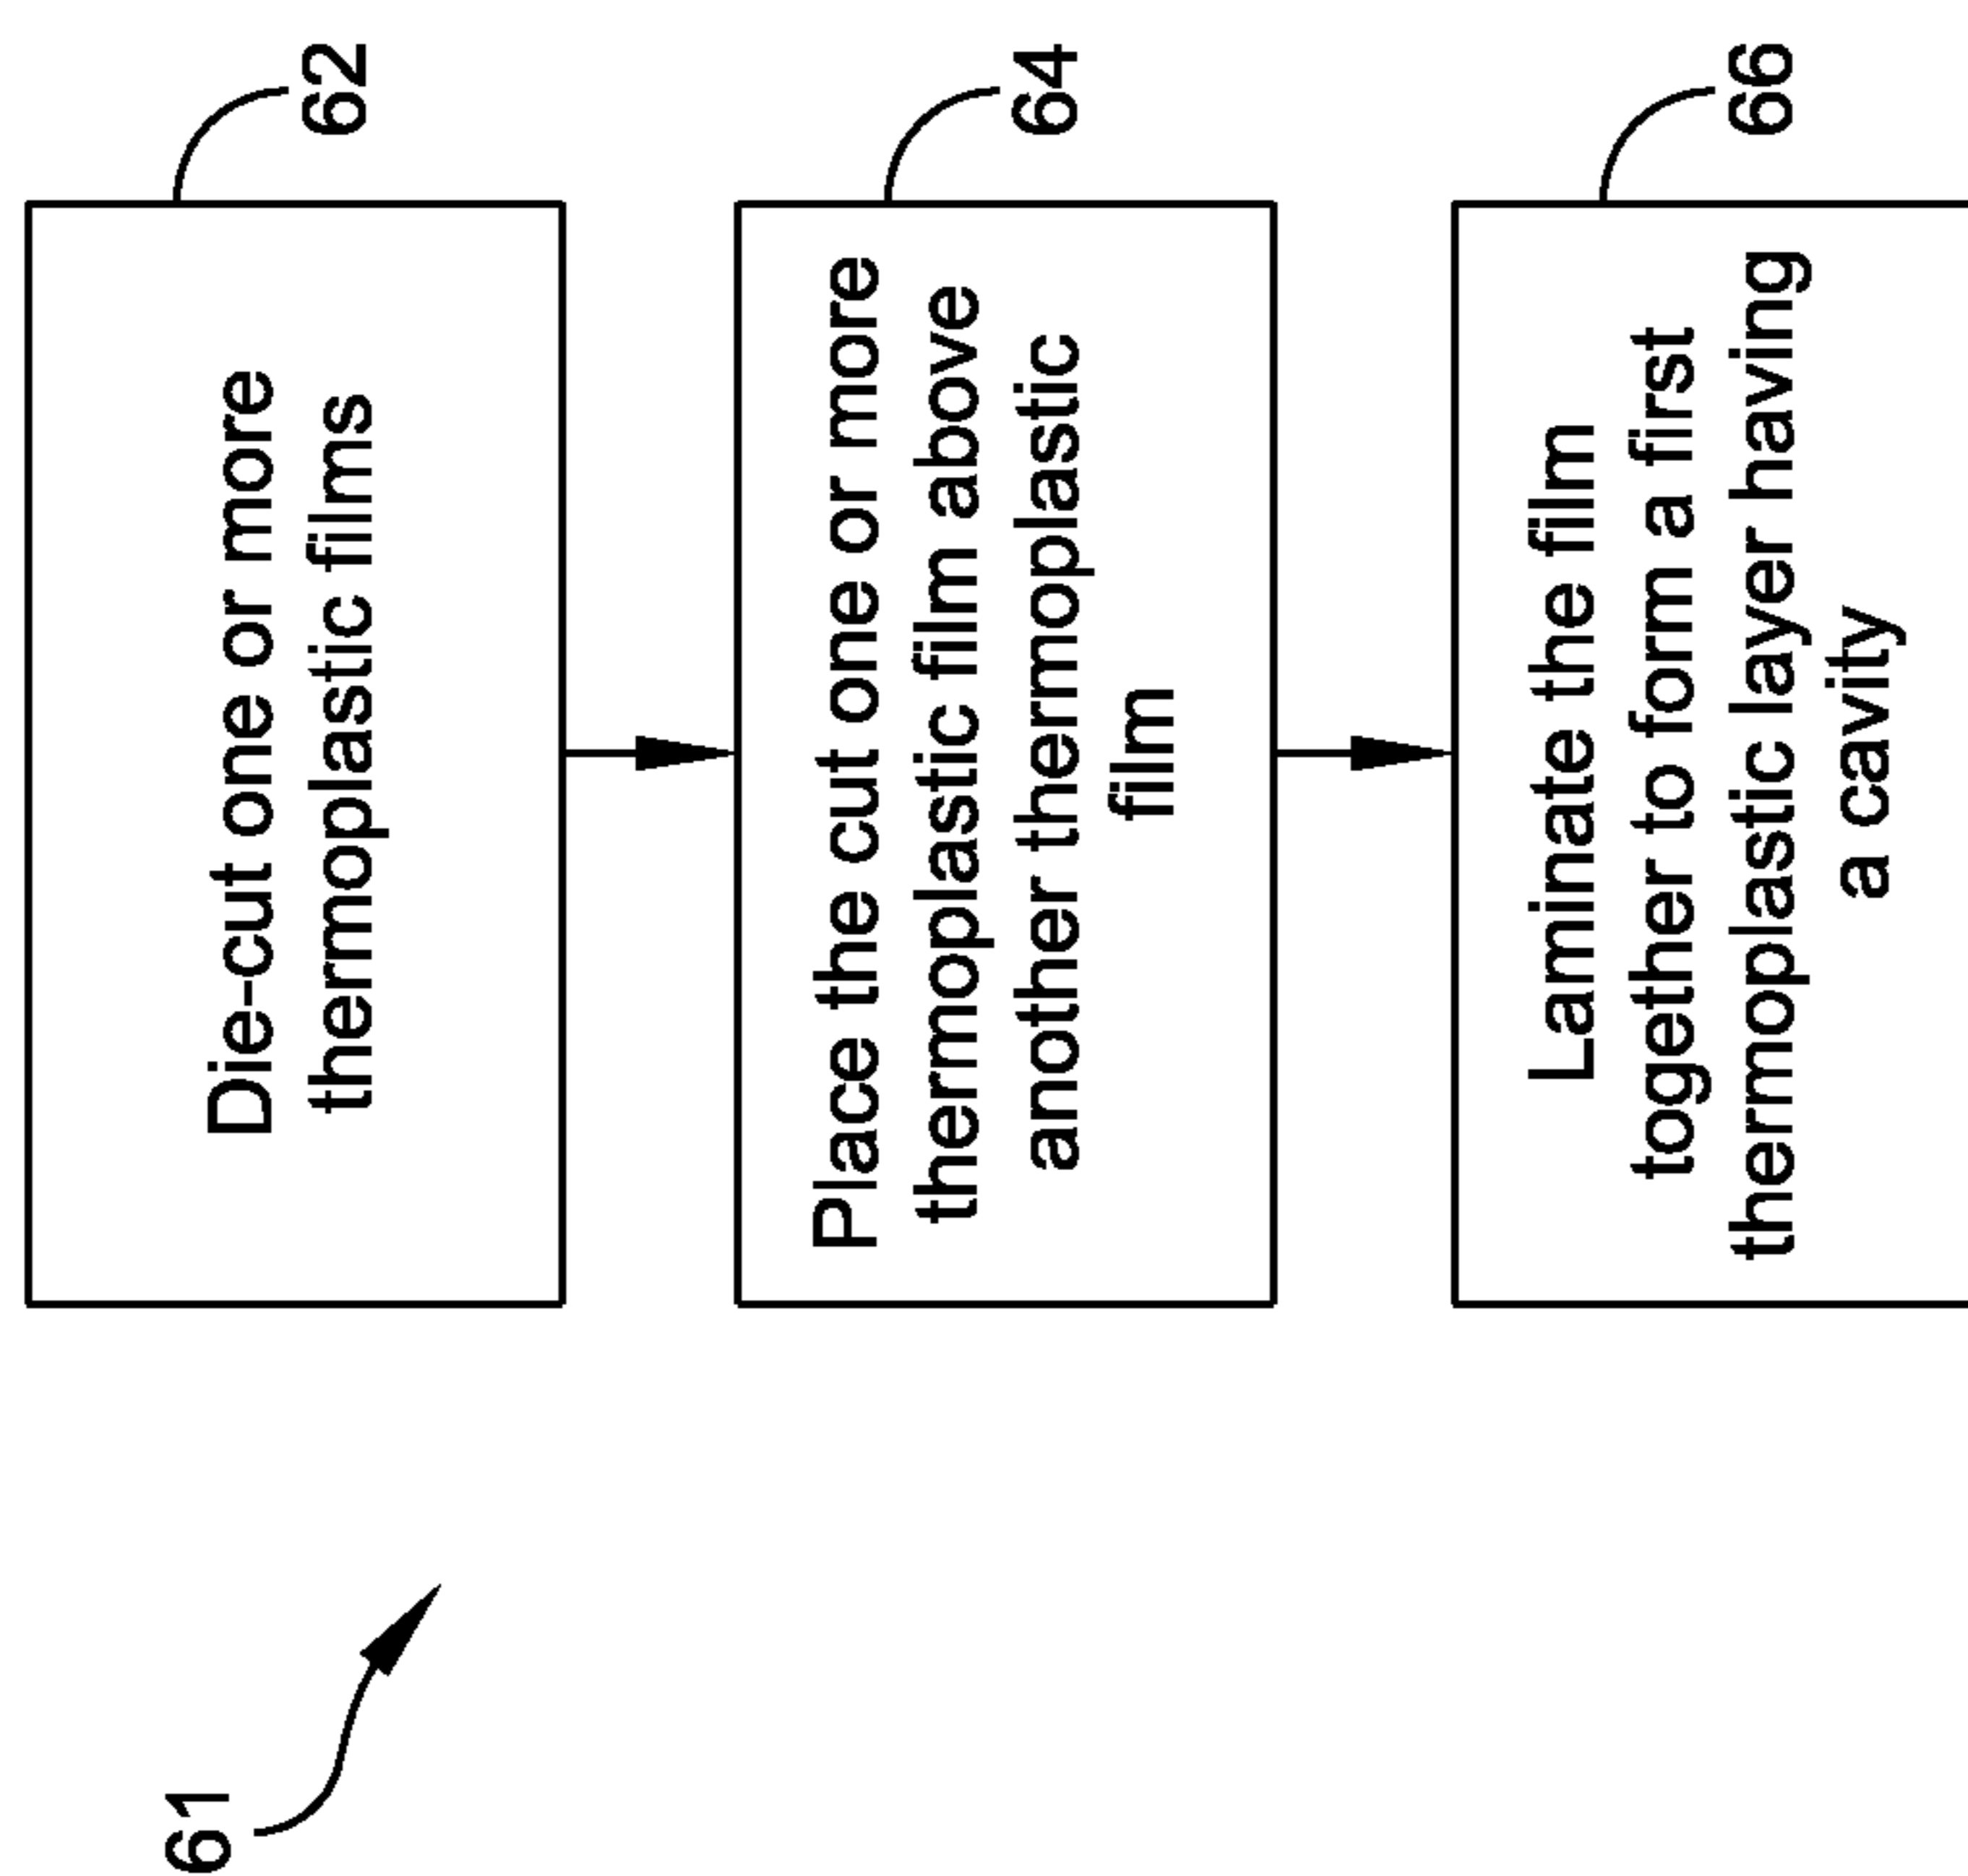 61
62
Die-cut one or more
thermoplastic films
64
Place the cut one or more
thermoplastic film above
another thermoplastic
film
66
Laminate the film
together to form a first
thermoplastic layer having
a cavity